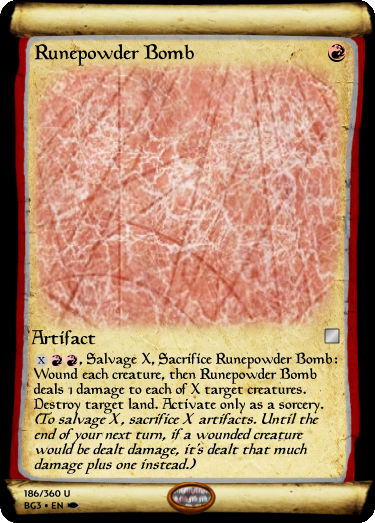 Runepowder Bomb
Artifact
X, Salvage X, Sacrifice Runepowder Bomb:
Wound each creature, then Runepowder Bomb
deals 1 damage to each of X target creatures.
Destroy target land. Activate only as a sorcery.
(To salvage X, sacrifice X artifacts. Until the
end of your next turn, if a wounded creature
would be dealt damage, it's dealt that much
damage plus one instead.)
186/360 U
BG3 • EN